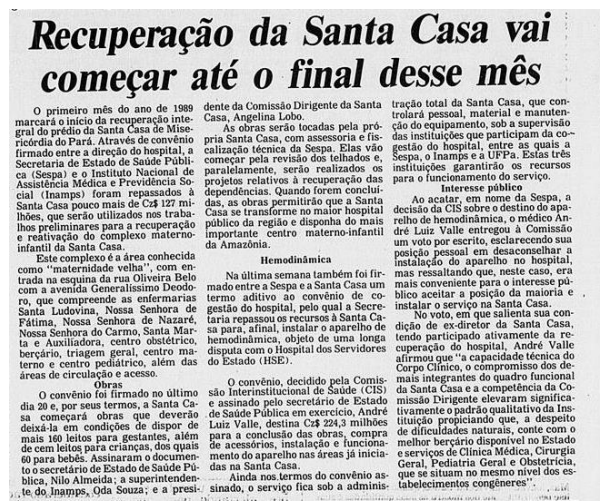 Recuperação da Santa Casa vai
começar até o final desse mês
O primeiro mês do ano de 1989
marcará o início da recuperação inte-
gral do prédio da Santa Casa de Mise-
ricórdia do Pará. Através de convênio
firmado entre a direção do hospital, a
Secretaria de Estado de Saúde Públi-
ca (Sespa) e o Instituto Nacional de
Assistência Médica e Previdência So-
cial (Inamps) foram repassados à
Santa Casa pouco mais de Cz$ 127 mi-
lhões, que serão utilizados nos traba-
lhos preliminares para a recuperação
e reativação do complexo materno-
infantil da Santa Casa.
Este complexo é a área conhecida
como "maternidade velha", com en-
trada na esquina da rua Oliveira Belo
com a avenida Generalíssimo Deodo-
ro, que compreende as enfermarias
Santa Ludovina, Nossa Senhora de
Fátima, Nossa Senhora de Nazaré,
Nossa Senhora do Carmo, Santa Mar-
ta e Auxiliadora, centro obstétrico,
berçário, triagem geral, centro ma-
terno e centro pediátrico, além das
áreas de circulação e acesso.
Obras
O convênio foi firmado no último
dia 20 e, por seus termos, a Santa Ca-
sa começará obras que deverão
deixá-la em condições de dispor de
mais 160 leitos para gestantes, além
de cem leitos para crianças, dos quais
60 para bebês. Assinaram o documen-
to o secretário de Estado de Saúde Pú-
blica, Nilo Almeida; a superintenden-
te do Inamps, Oda Souza; e a presi-
dente da Comissão Dirigente da Santa
Casa, Angelina Lobo.
As obras serão tocadas pela pró-
pria Santa Casa, com assessoria e fis-
calização técnica da Sespa. Elas vão
começar pela revisão dos telhados e,
paralelamente, serão realizados os
projetos relativos à recuperação das
dependências. Quando forem concluí-
das, as obras permitirão que a Santa
Casa se transforme no maior hospital
público da região e disponha do mais
importante centro materno-infantil
da Amazônia.
Hemodinâmica
Na última semana também foi fir-
mado entre a Sespa e a Santa Casa um
termo aditivo ao convênio de co-
gestão do hospital, pelo qual a Secre-
taria repassou os recursos à Santa Ca-
sa para, afinal, instalar o aparelho de
hemodinâmica, objeto de uma longa
disputa com o Hospital dos Servidores
do Estado (HSE).
O convênio, decidido pela Comis-
são Interinstitucional de Saúde (CIS)
e assinado pelo secretário de Estado
de Saúde Pública em exercício, André
Luiz Valle, destina Cz$ 224,3 milhões
para a conclusão das obras, compra
de acessórios, instalação e funciona-
mento do aparelho nas áreas já inicia-
das na Santa Casa.
Ainda nos termos do convênio as-
sinado, o serviço fica sob a adminis-
tração total da Santa Casa, que con-
trolará pessoal, material e manuten-
ção do equipamento, sob a supervisão
das instituições que participam da co-
gestão do hospital, entre as quais a
Sespa, o Inamps e a UFPa. Estas três
instituições garantirão os recursos
para o funcionamento do serviço.
Interesse público
Ao acatar, em nome da Sespa, a
decisão da CIS sobre o destino do apa-
relho de hemodinâmica, o médico An-
dré Luiz Valle entregou à Comissão
um voto por escrito, esclarecendo sua
posição pessoal em desaconselhar a
instalação do aparelho no hospital,
mas ressaltando que, neste caso, era
mais conveniente para o interesse pú-
blico aceitar a posição da maioria e
instalar o serviço na Santa Casa.
No voto, em que salienta sua con-
dição de ex-diretor da Santa Casa,
tendo participado ativamente da re-
cuperação do hospital, André Valle
afirmou que "a capacidade técnica do
Corpo Clínico, o compromisso dos de-
mais integrantes do quadro funcional
da Santa Casa e a competência da Co-
missão Dirigente elevaram significa-
tivamente o padrão qualitativo da Ins-
tituição propiciando que, a despeito
de dificuldades naturais, conte com o
melhor berçário disponível no Estado
e serviços de Clínica Médica, Cirurgia
Geral, Pediatria Geral e Obstetrícia,
que se situam no mesmo nível dos es-
tabelecimentos congêneres".